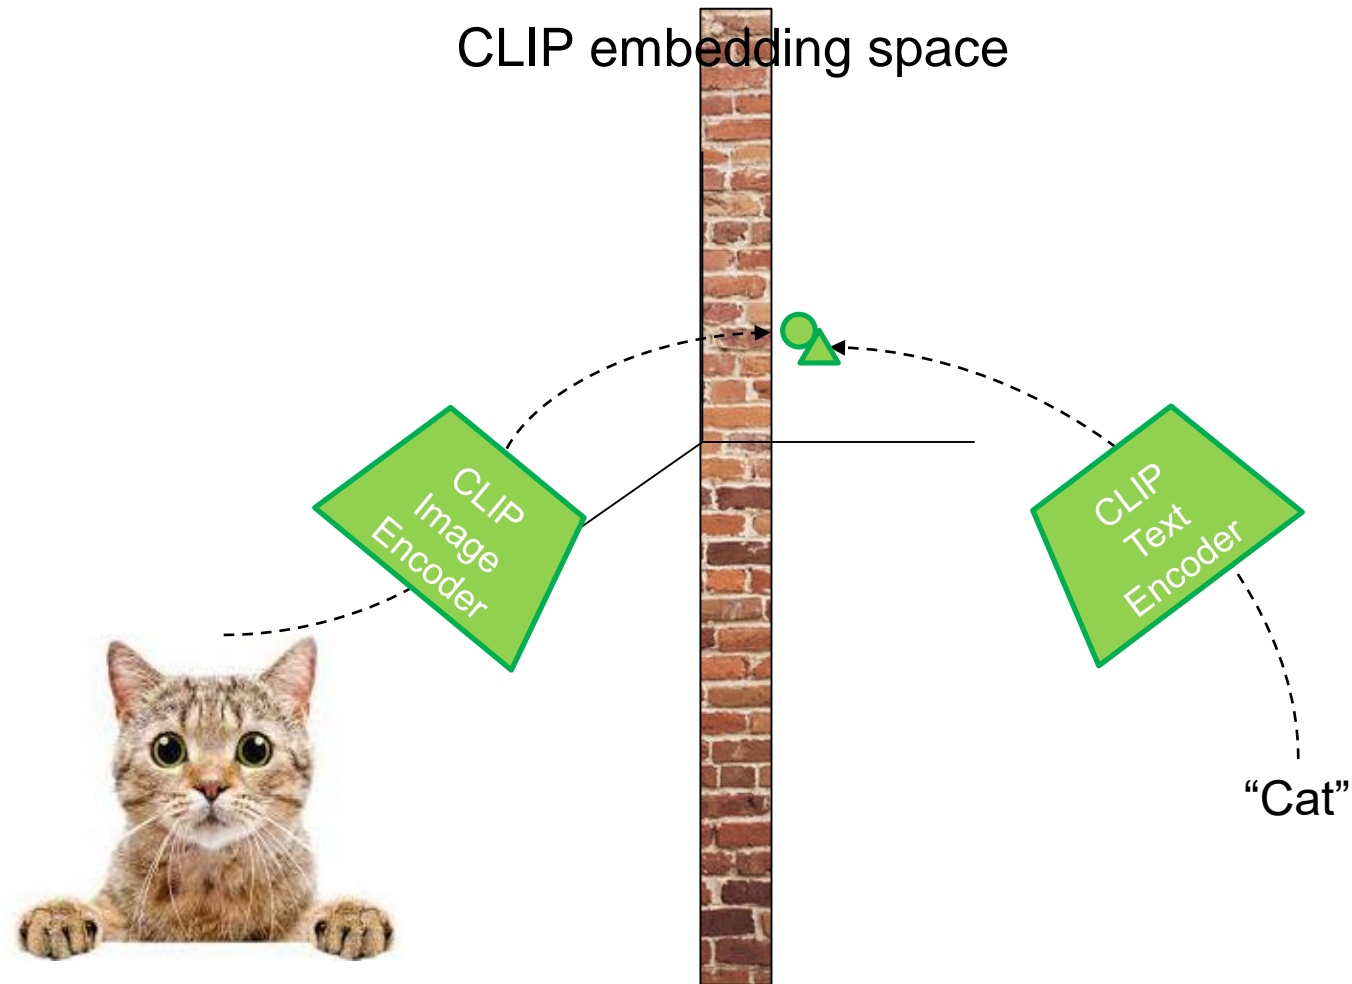 CLIP embedding space
CLIP
Image
Encoder
CLIP
Text
Encoder
“Cat”